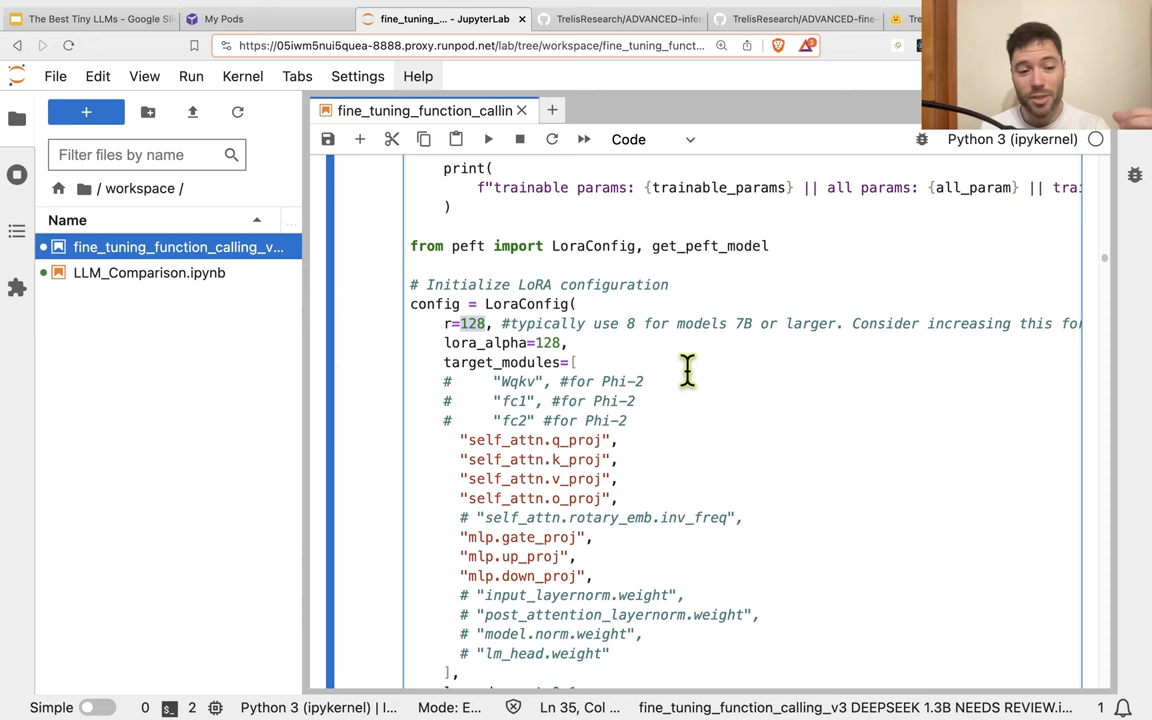 The Best Tiny LLMs - Google Sli
My Pods
fine_tuning_... - JupyterLab
TrelisResearch/ADVANCED-infer
TrelisResearch/ADVANCED-fine-
https://05iwm5nui5quea-8888.proxy.runpod.net/lab/tree/workspace/fine_tuning_funct...
File Edit View Run Kernel Tabs Settings Help
fine_tuning_function_callin
Filter files by name
Code
Python 3 (ipykernel)
/ workspace /
Name
fine_tuning_function_calling_v...
LLM_Comparison.ipynb
print(
f"trainable params: {trainable_params} || all params: {all_param} || trai
)
from peft import LoraConfig, get_peft_model
# Initialize LoRA configuration
config = LoraConfig(
r=128, #typically use 8 for models 7B or larger. Consider increasing this for
lora_alpha=128,
target_modules=[
# "Wqkv", #for Phi-2
# "fc1", #for Phi-2
# "fc2" #for Phi-2
"self_attn.q_proj",
"self_attn.k_proj",
"self_attn.v_proj",
"self_attn.o_proj",
# "self_attn.rotary_emb.inv_freq",
"mlp.gate_proj",
"mlp.up_proj",
"mlp.down_proj",
# "input_layernorm.weight",
# "post_attention_layernorm.weight",
# "model.norm.weight",
# "lm_head.weight"
],
Simple 0 2 Python 3 (ipykernel) | I... Mode: E... Ln 35, Col ... fine_tuning_function_calling_v3 DEEPSEEK 1.3B NEEDS REVIEW.i... 1